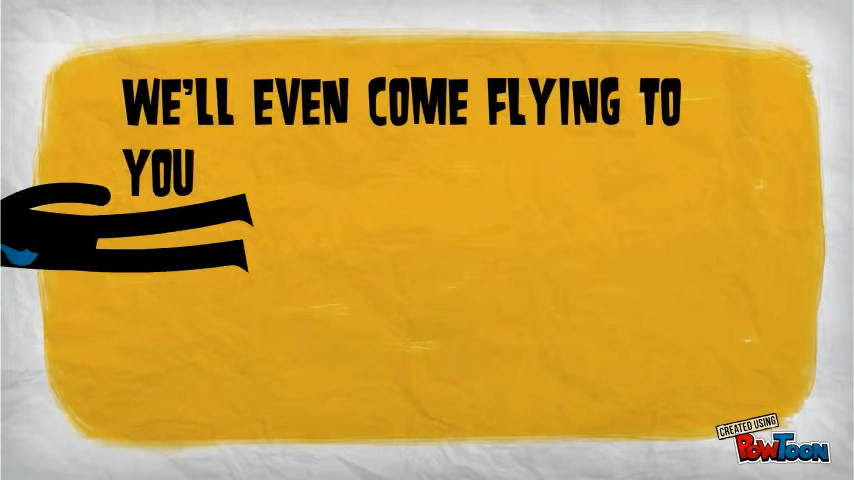 WE'LL EVEN COME FLYING TO
YOU
CREATED USING
POWTOON